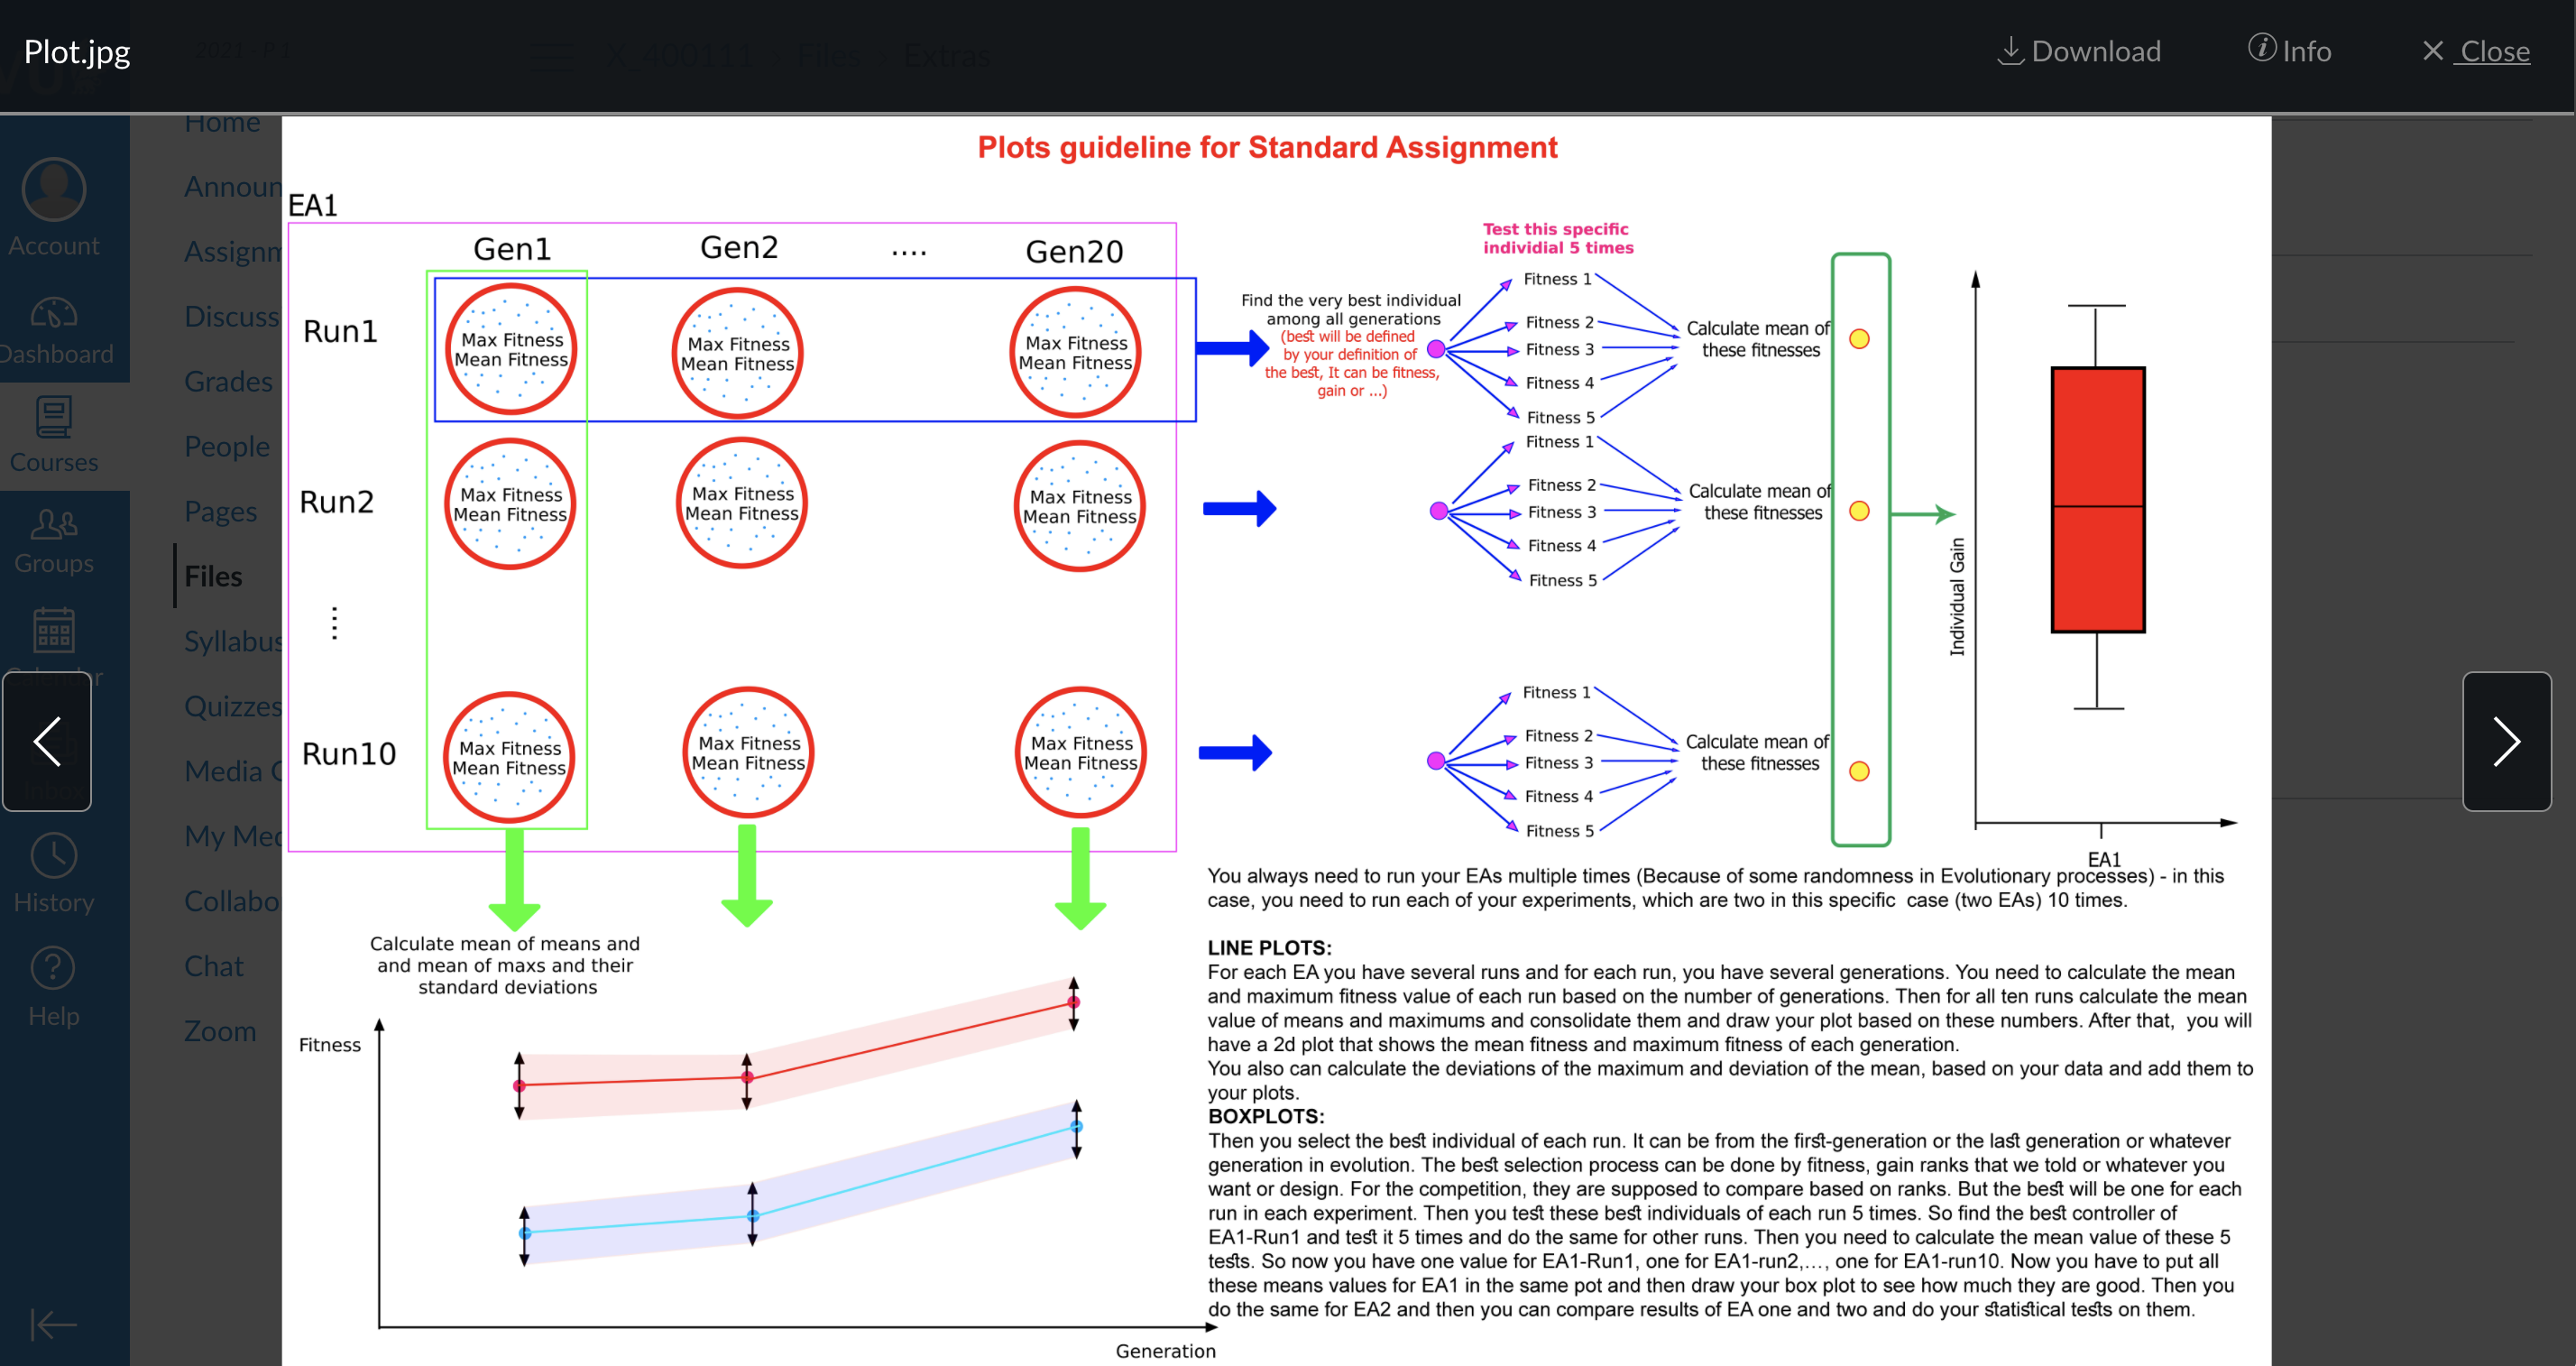 Plot.jpg
2021 - P 1
X_400111 › Files › Extras
Download
Info
× Close
Account
Dashboard
Courses
Groups
Calendar
Inbox
History
Help
Home
Announ
Assignm
Discuss
Grades
People
Pages
Files
Syllabus
Quizzes
Media C
My Med
Collabo
Chat
Zoom
Plots guideline for Standard Assignment
EA1
Gen1
Gen2
....
Gen20
Run1
Max Fitness
Mean Fitness
Max Fitness
Mean Fitness
Max Fitness
Mean Fitness
Run2
Max Fitness
Mean Fitness
Max Fitness
Mean Fitness
Max Fitness
Mean Fitness
....
Run10
Max Fitness
Mean Fitness
Max Fitness
Mean Fitness
Max Fitness
Mean Fitness
Find the very best individual
among all generations
(best will be defined
by your definition of
the best, It can be fitness,
gain or ...)
Test this specific
individial 5 times
Fitness 1
Fitness 2
Fitness 3
Fitness 4
Fitness 5
Calculate mean of
these fitnesses
Fitness 1
Fitness 2
Fitness 3
Fitness 4
Fitness 5
Calculate mean of
these fitnesses
Fitness 1
Fitness 2
Fitness 3
Fitness 4
Fitness 5
Calculate mean of
these fitnesses
Individual Gain
EA1
Calculate mean of means and
and mean of maxs and their
standard deviations
Fitness
Generation
You always need to run your EAs multiple times (Because of some randomness in Evolutionary processes) - in this
case, you need to run each of your experiments, which are two in this specific  case (two EAs) 10 times.
LINE PLOTS:
For each EA you have several runs and for each run, you have several generations. You need to calculate the mean
and maximum fitness value of each run based on the number of generations. Then for all ten runs calculate the mean
value of means and maximums and consolidate them and draw your plot based on these numbers. After that,  you will
have a 2d plot that shows the mean fitness and maximum fitness of each generation.
You also can calculate the deviations of the maximum and deviation of the mean, based on your data and add them to
your plots.
BOXPLOTS:
Then you select the best individual of each run. It can be from the first-generation or the last generation or whatever
generation in evolution. The best selection process can be done by fitness, gain ranks that we told or whatever you
want or design. For the competition, they are supposed to compare based on ranks. But the best will be one for each
run in each experiment. Then you test these best individuals of each run 5 times. So find the best controller of
EA1-Run1 and test it 5 times and do the same for other runs. Then you need to calculate the mean value of these 5
tests. So now you have one value for EA1-Run1, one for EA1-run2,..., one for EA1-run10. Now you have to put all
these means values for EA1 in the same pot and then draw your box plot to see how much they are good. Then you
do the same for EA2 and then you can compare results of EA one and two and do your statistical tests on them.